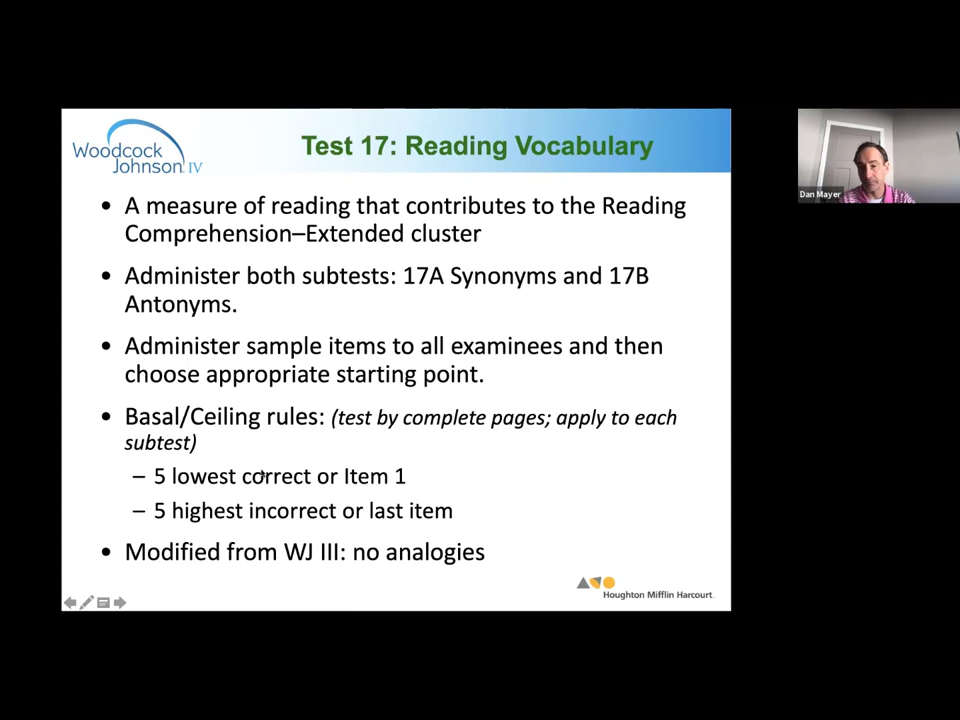 Woodcock
Johnson IV
Test 17: Reading Vocabulary
• A measure of reading that contributes to the Reading
Comprehension–Extended cluster
• Administer both subtests: 17A Synonyms and 17B
Antonyms.
• Administer sample items to all examinees and then
choose appropriate starting point.
• Basal/Ceiling rules: (test by complete pages; apply to each
subtest)
– 5 lowest correct or Item 1
– 5 highest incorrect or last item
• Modified from WJ III: no analogies
Houghton Mifflin Harcourt.
Dan Mayer